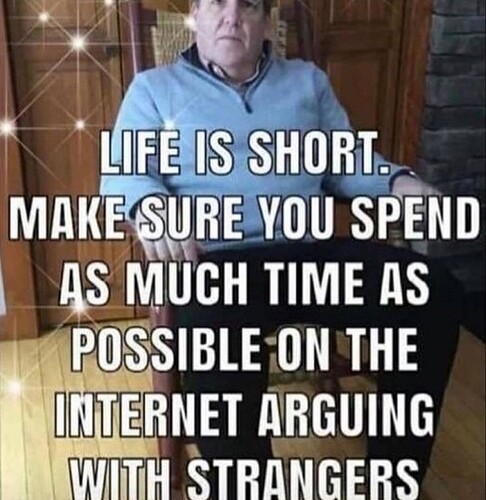 LIFE IS SHORT.
MAKE SURE YOU SPEND
AS MUCH TIME AS
POSSIBLE ON THE
INTERNET ARGUING
WITH STRANGERS